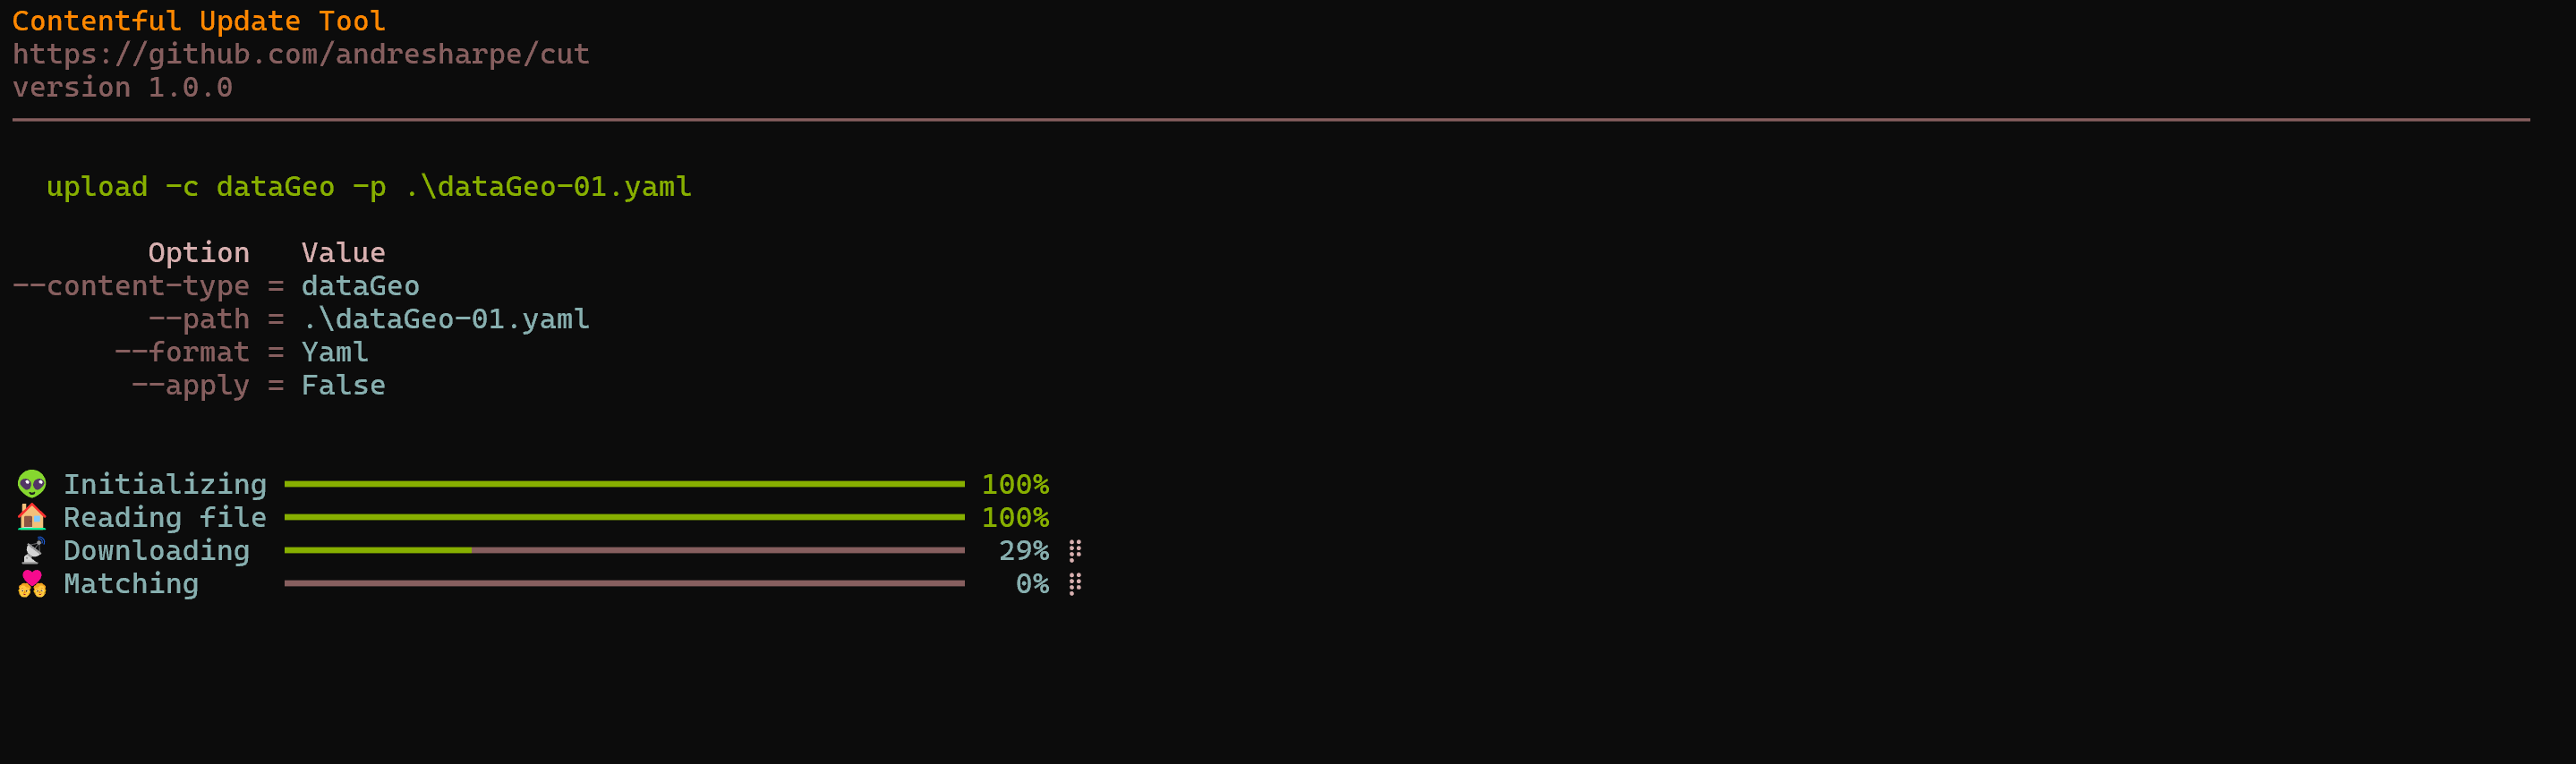 Contentful Update Tool
https://github.com/andresharpe/cut
version 1.0.0
upload -c dataGeo -p .\dataGeo-01.yaml
Option Value
--content-type = dataGeo
--path = .\dataGeo-01.yaml
--format = Yaml
--apply = False
👽 Initializing 100%
🏠 Reading file 100%
📡 Downloading 29%
💑 Matching 0%